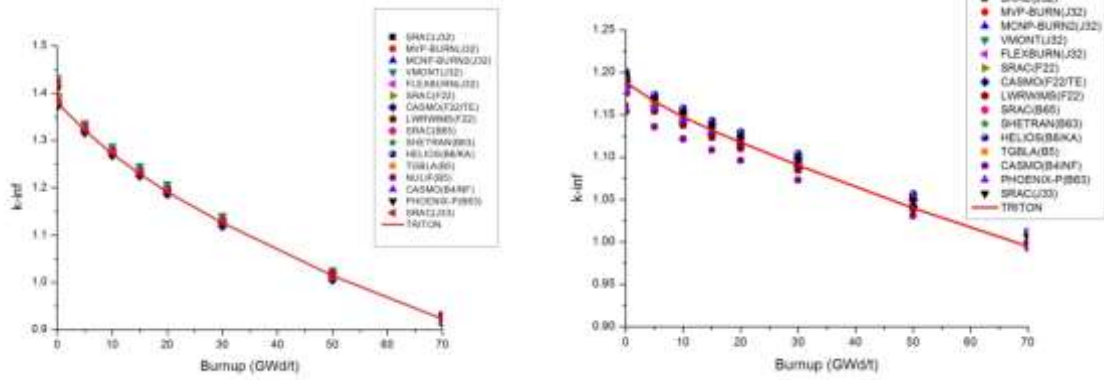 1.5
1.4
1.3
1.2
1.1
1.0
0.9
k-inf
0
10
20
30
40
50
60
70
Burnup (GWd/t)
SRAC(J32)
MVP-BURN(J32)
MCNP-BURN2(J32)
VMONT(J32)
FLEXBURN(J32)
SRAC(F22)
CASMO(F22/TE)
LWRWIMS(F22)
SRAC(B65)
SHETRAN(B63)
HELIOS(B6/KA)
TGBLA(B5)
NULIF(B5)
CASMO(B4/NF)
PHOENIX-P(B63)
SRAC(J33)
TRITON
1.25
1.20
1.15
1.10
1.05
1.00
0.95
0.90
k-inf
0
10
20
30
40
50
60
70
Burnup (GWd/t)
MVP-BURN(J32)
MCNP-BURN2(J32)
VMONT(J32)
FLEXBURN(J32)
SRAC(F22)
CASMO(F22/TE)
LWRWIMS(F22)
SRAC(B65)
SHETRAN(B63)
HELIOS(B6/KA)
TGBLA(B5)
CASMO(B4/NF)
PHOENIX-P(B63)
SRAC(J33)
TRITON